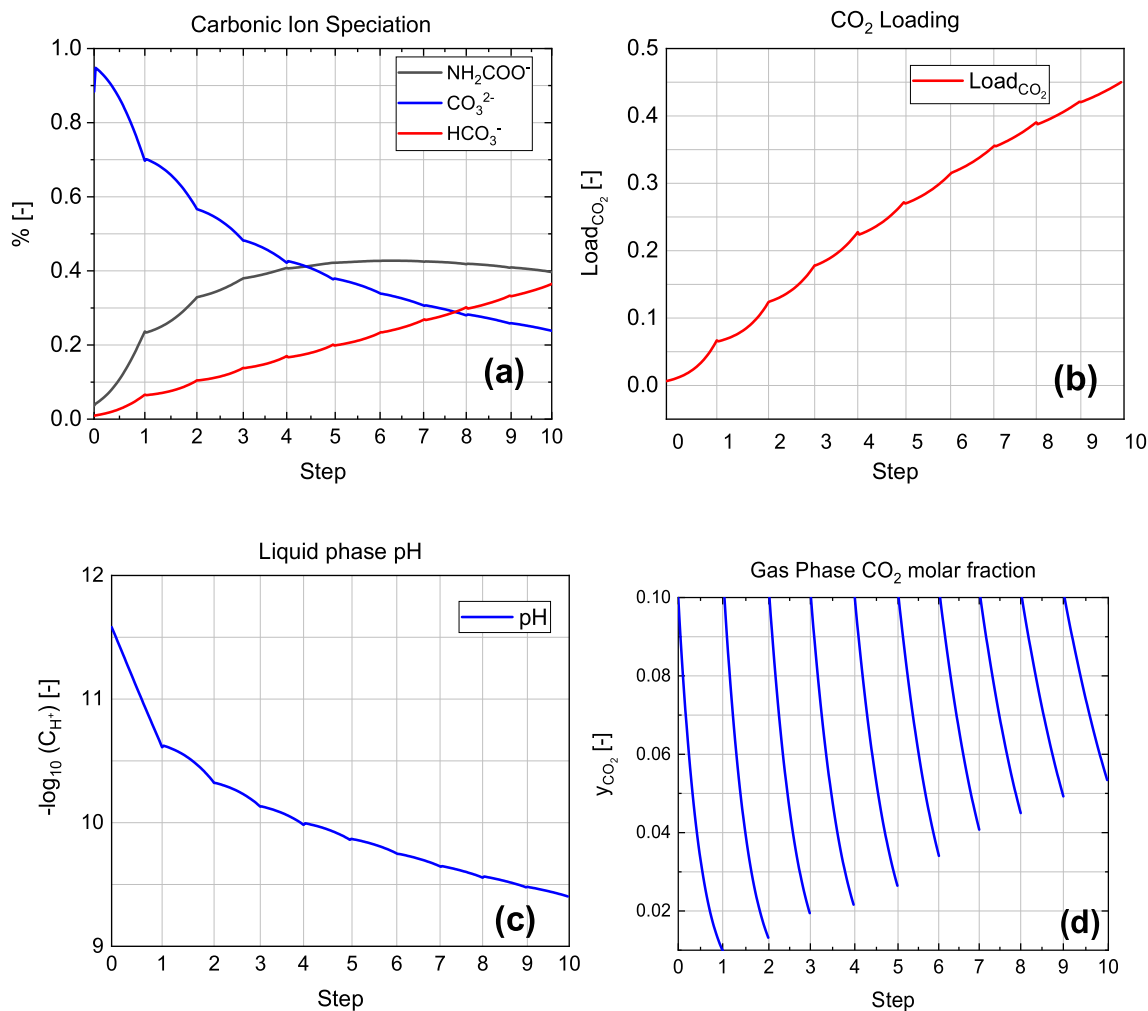 Carbonic Ion Speciation
% [-]
1.0
0.8
0.6
0.4
0.2
0.0
NH₂COO⁻
CO₃²⁻
HCO₃⁻
(a)
0 1 2 3 4 5 6 7 8 9 10
Step
CO₂ Loading
Load_CO₂ [-]
0.5
0.4
0.3
0.2
0.1
0.0
Load_CO₂
(b)
0 1 2 3 4 5 6 7 8 9 10
Step
Liquid phase pH
-log₁₀ (C_H⁺) [-]
12
11
10
9
pH
(c)
0 1 2 3 4 5 6 7 8 9 10
Step
Gas Phase CO₂ molar fraction
y_CO₂ [-]
0.10
0.08
0.06
0.04
0.02
(d)
0 1 2 3 4 5 6 7 8 9 10
Step